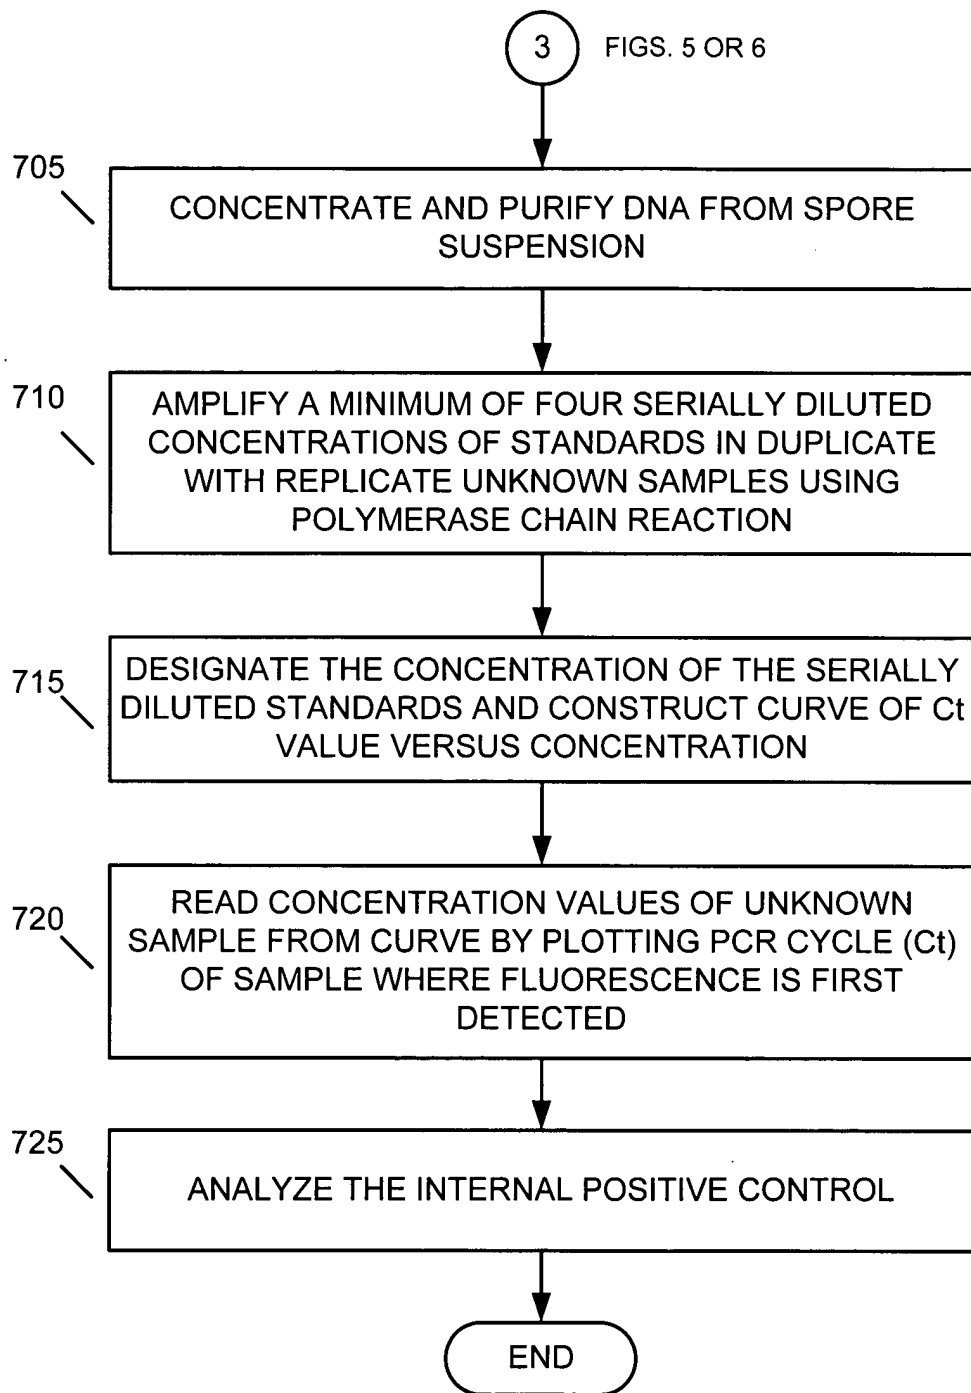 3 FIGS. 5 OR 6
705
CONCENTRATE AND PURIFY DNA FROM SPORE
SUSPENSION
710
AMPLIFY A MINIMUM OF FOUR SERIALLY DILUTED
CONCENTRATIONS OF STANDARDS IN DUPLICATE
WITH REPLICATE UNKNOWN SAMPLES USING
POLYMERASE CHAIN REACTION
715
DESIGNATE THE CONCENTRATION OF THE SERIALLY
DILUTED STANDARDS AND CONSTRUCT CURVE OF Ct
VALUE VERSUS CONCENTRATION
720
READ CONCENTRATION VALUES OF UNKNOWN
SAMPLE FROM CURVE BY PLOTTING PCR CYCLE (Ct)
OF SAMPLE WHERE FLUORESCENCE IS FIRST
DETECTED
725
ANALYZE THE INTERNAL POSITIVE CONTROL
END